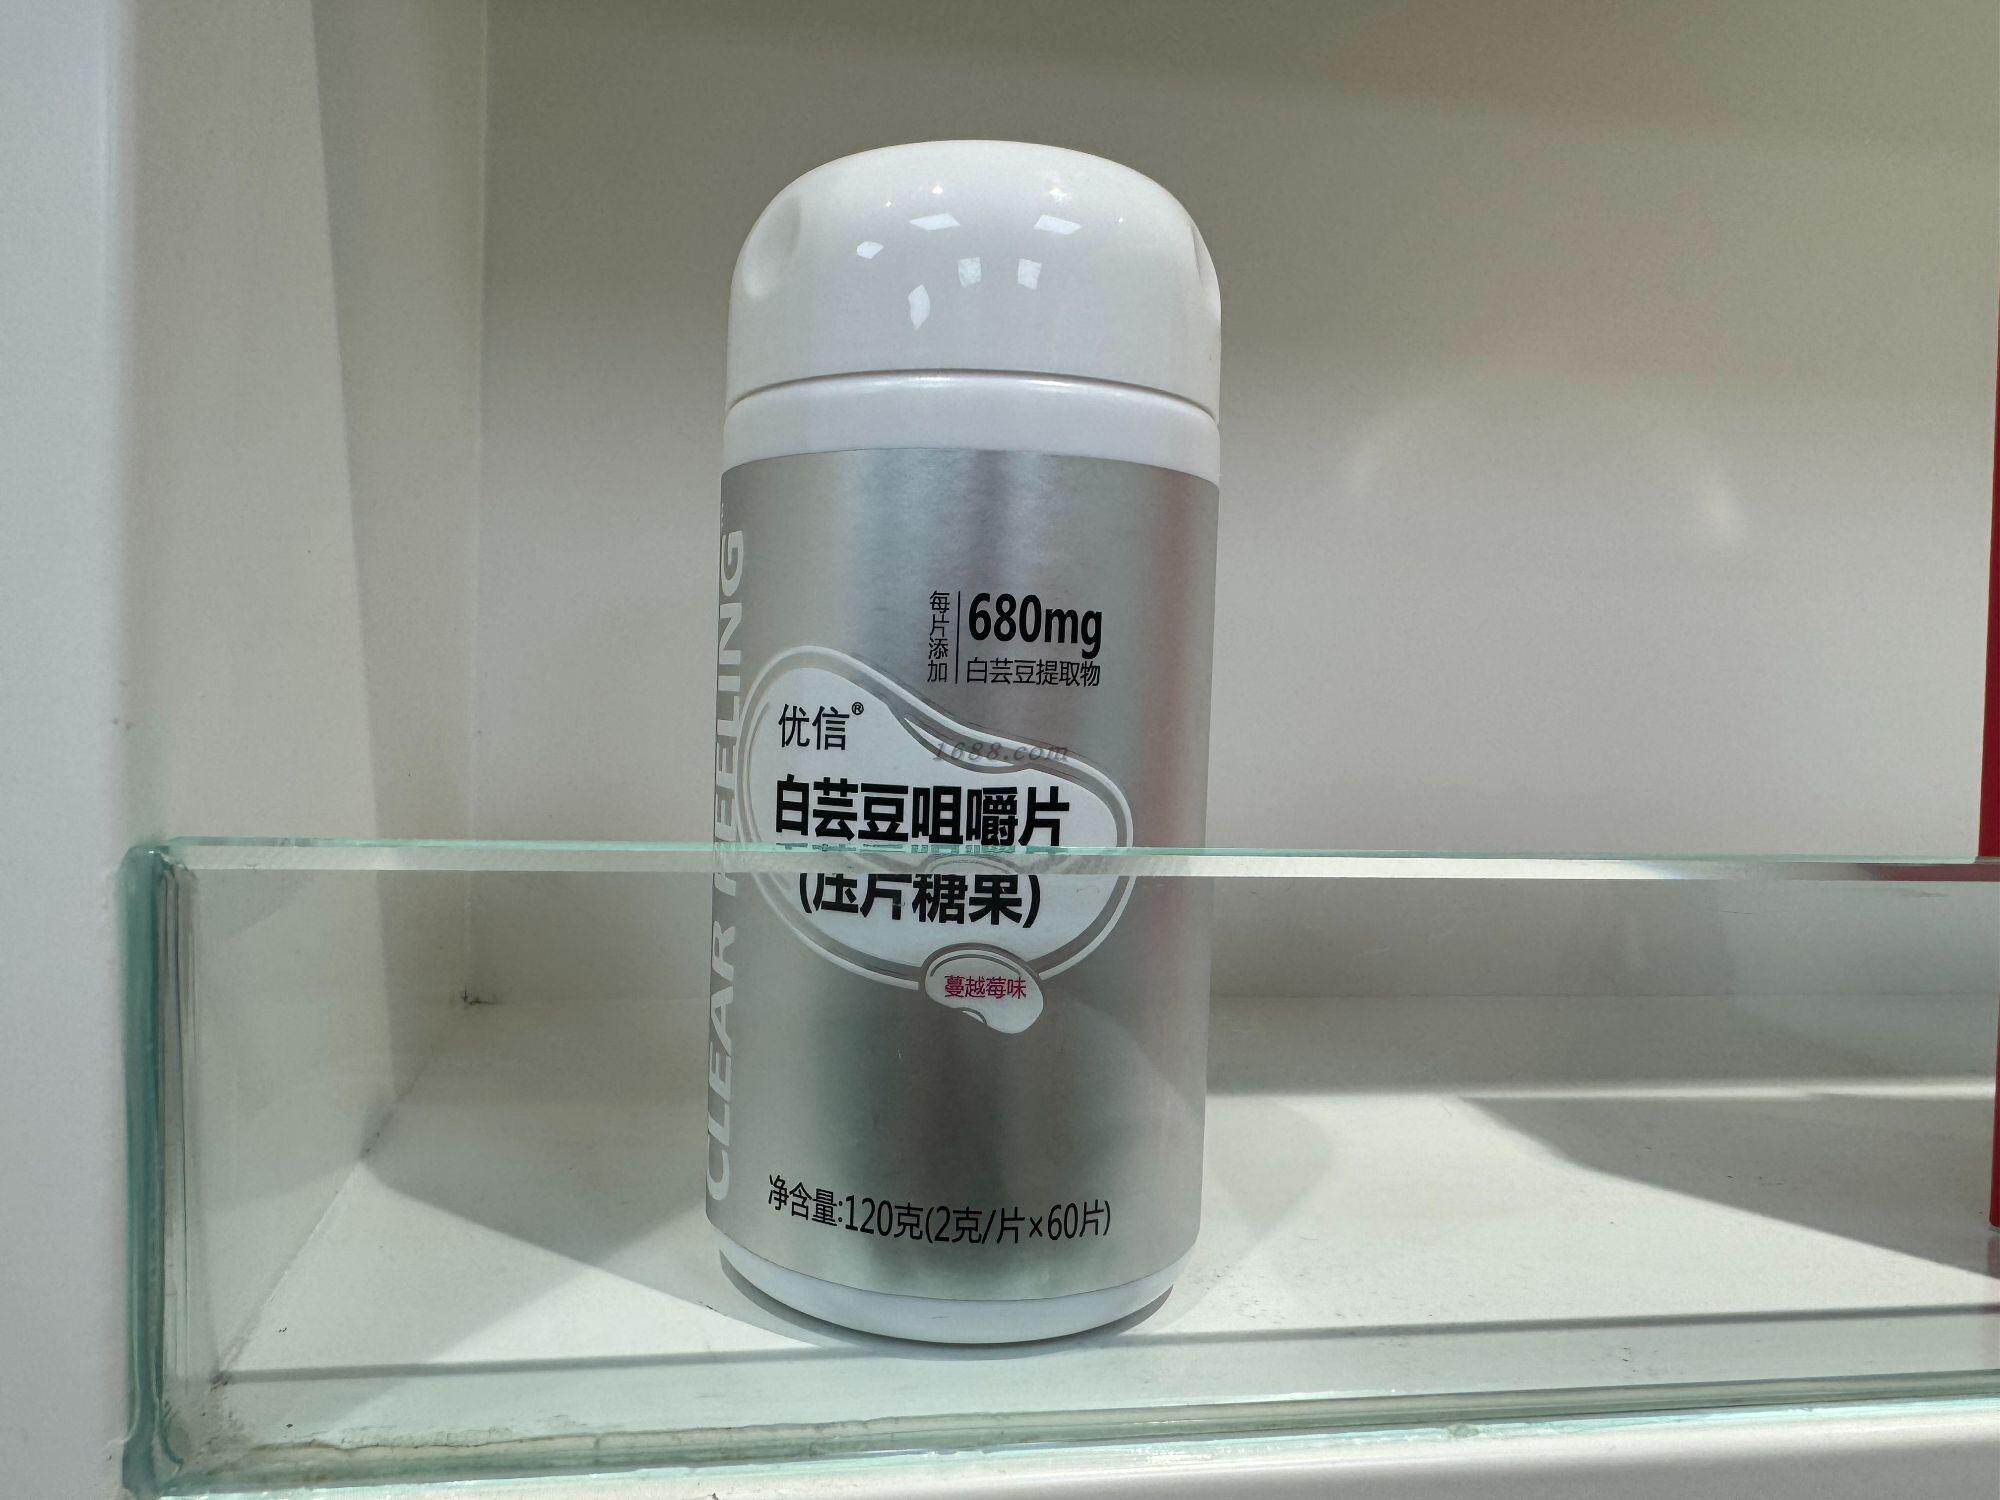 每片添加
680mg
白芸豆提取物
优信®
1688.com
白芸豆咀嚼片
(压片糖果)
蔓越莓味
CLEAR FEELING
净含量:120克(2克/片×60片)